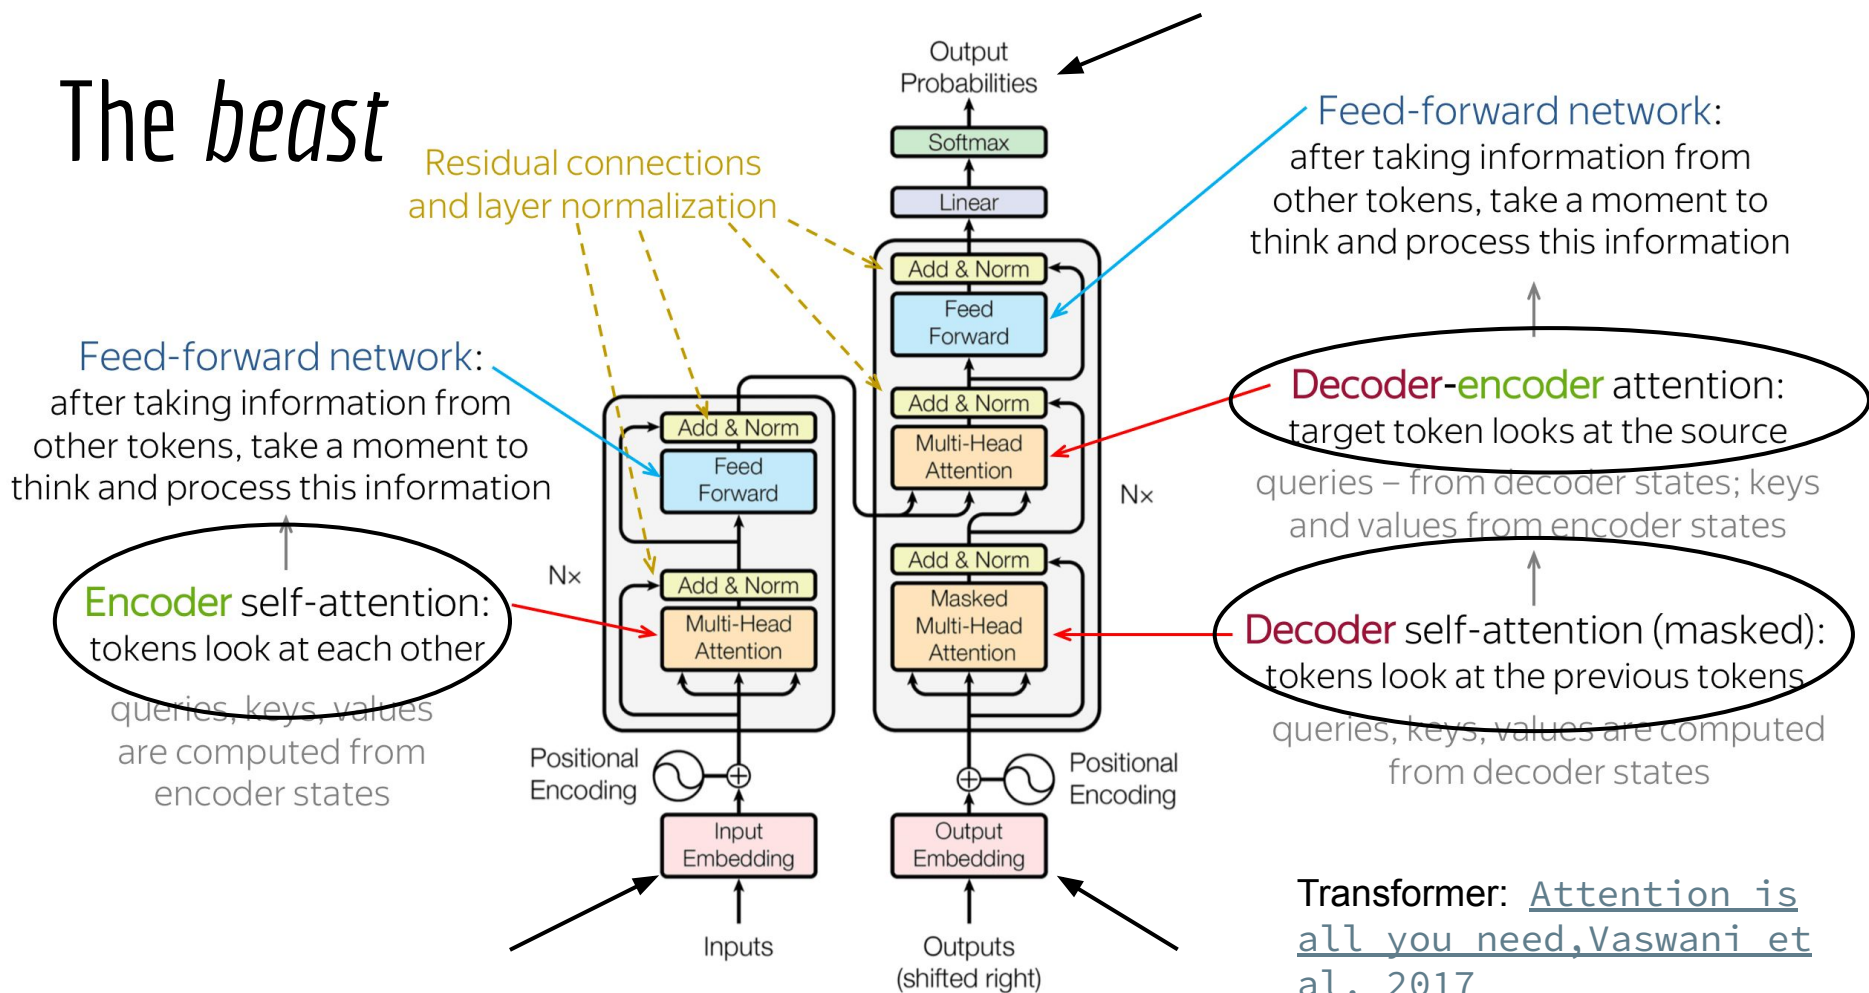 The beast
Residual connections
and layer normalization
Feed-forward network:
after taking information from
other tokens, take a moment to
think and process this information
Encoder self-attention:
tokens look at each other
queries, keys, values
are computed from
encoder states
Output
Probabilities
Softmax
Linear
Add & Norm
Feed
Forward
Add & Norm
Multi-Head
Attention
Add & Norm
Masked
Multi-Head
Attention
Nx
Add & Norm
Feed
Forward
Add & Norm
Multi-Head
Attention
Nx
Positional
Encoding
Positional
Encoding
Input
Embedding
Output
Embedding
Inputs
Outputs
(shifted right)
Feed-forward network:
after taking information from
other tokens, take a moment to
think and process this information
Decoder-encoder attention:
target token looks at the source
queries – from decoder states; keys
and values from encoder states
Decoder self-attention (masked):
tokens look at the previous tokens
queries, keys, values are computed
from decoder states
Transformer: Attention is
all you need,Vaswani et
al. 2017